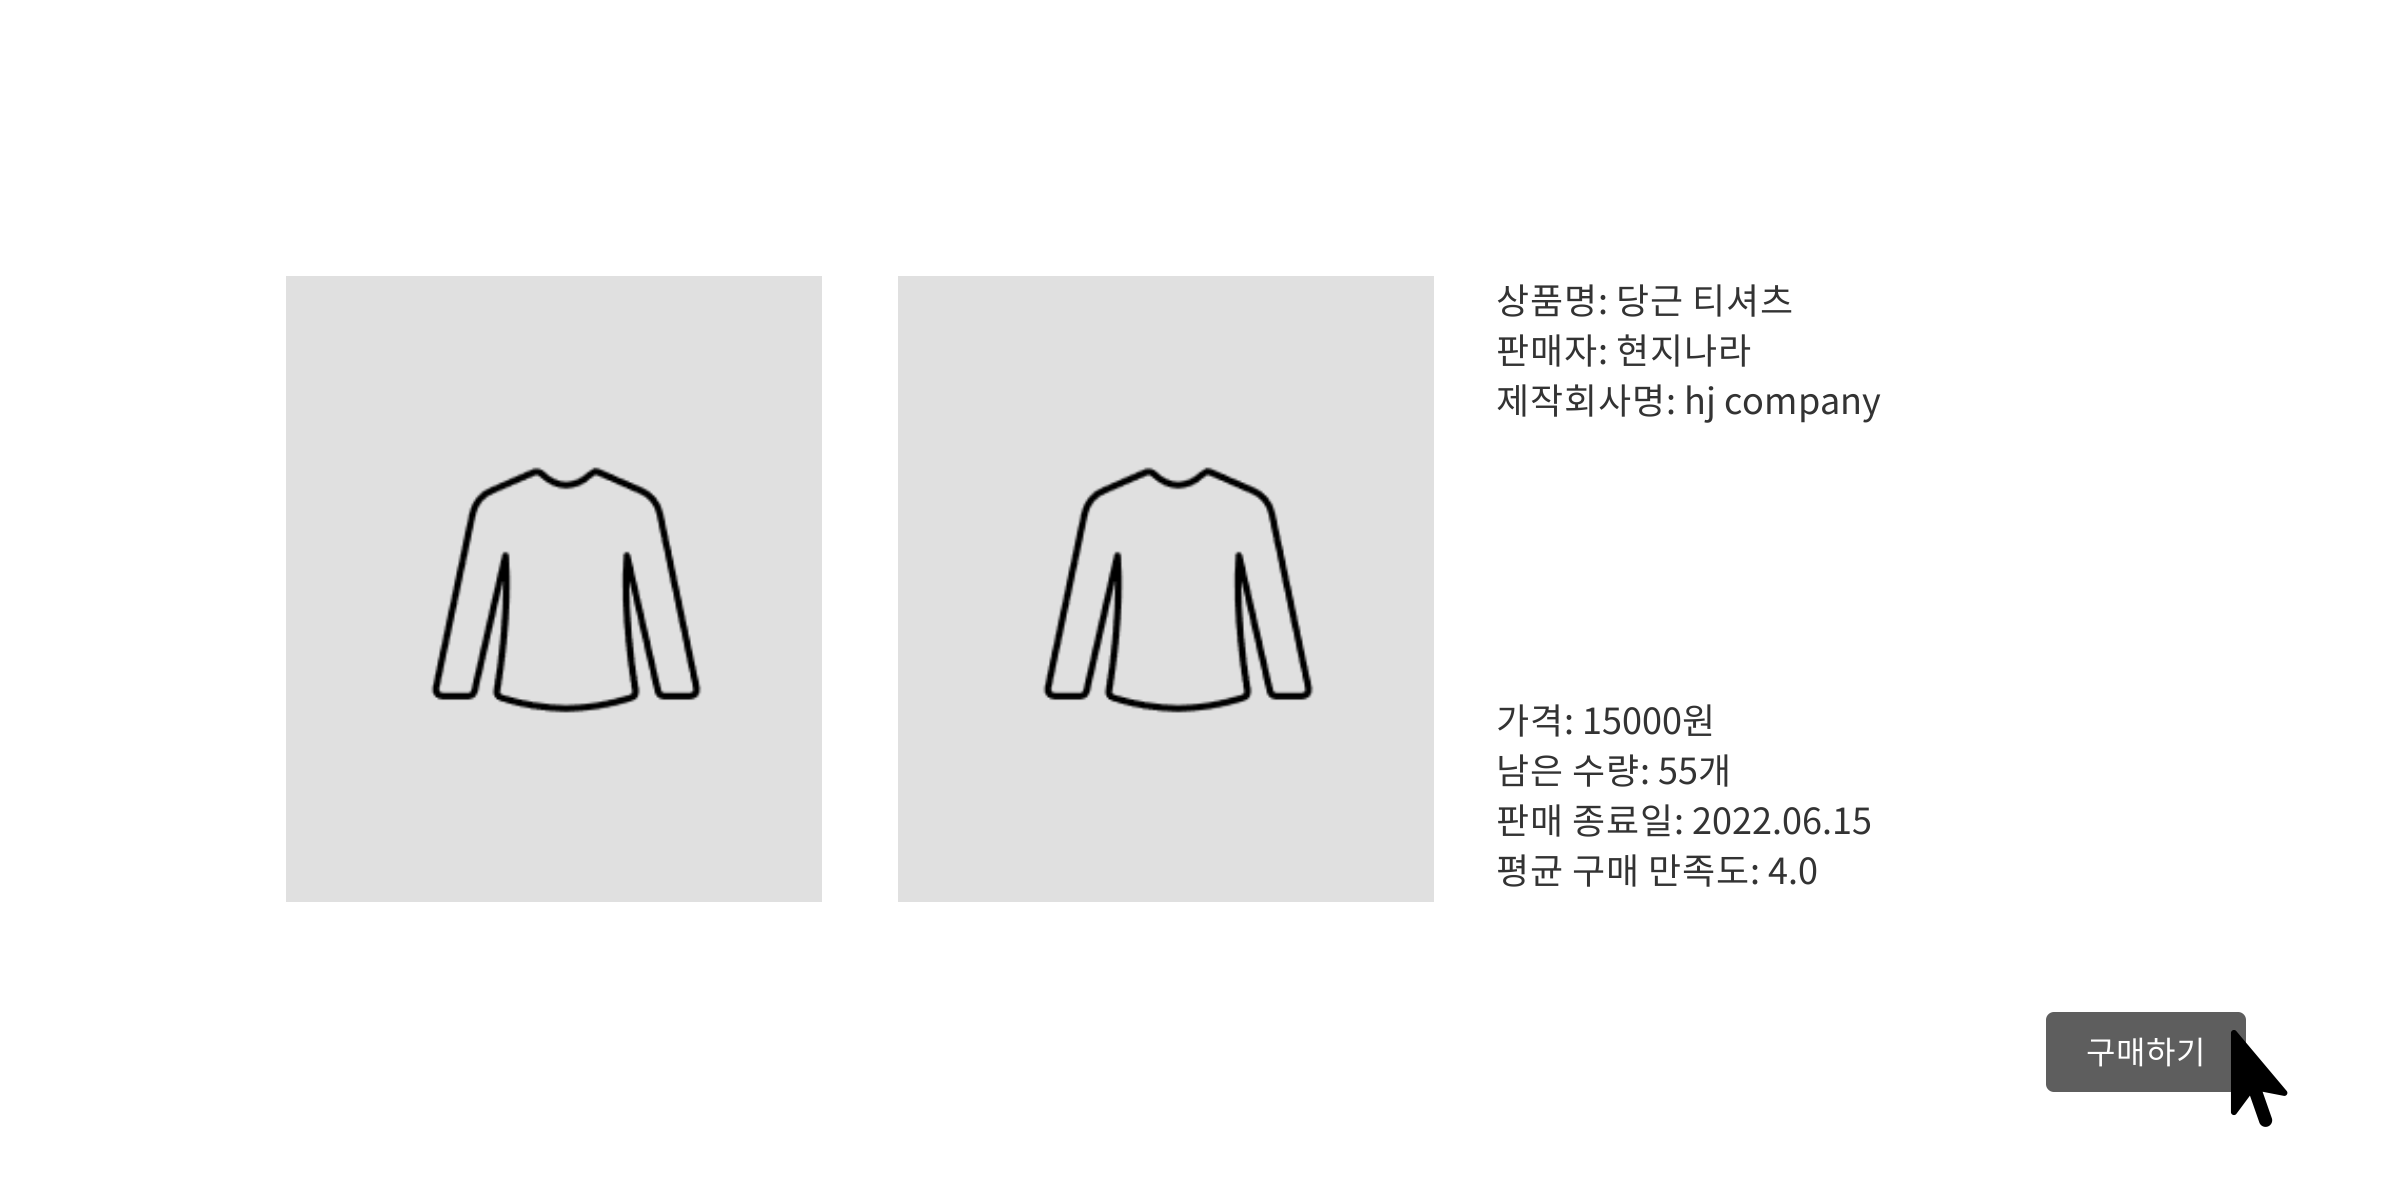 상품명: 당근 티셔츠
판매자: 현지나라
제작회사명: hj company
가격: 15000원
남은 수량: 55개
판매 종료일: 2022.06.15
평균 구매 만족도: 4.0
구매하기